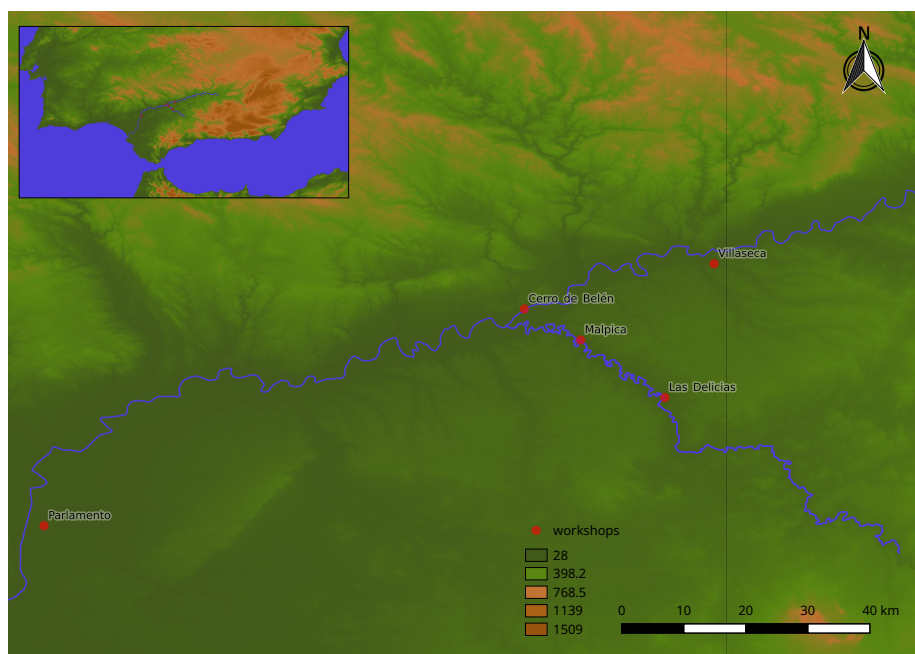 N
Villaseca
Cerro de Belén
Malpica
Las Delicias
Parlamento
workshops
28
398.2
768.5
1139
1509
0 10 20 30 40 km